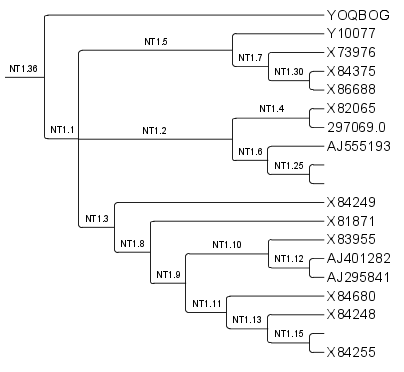 YOQBOG
Y10077
NT1.5
X73976
NT1.7
NT1.36
X84375
NT1.30
X86688
X82065
NT1.4
297069.0
NT1.1
NT1.2
AJ555193
NT1.6
NT1.25
X84249
NT1.3
X81871
X83955
NT1.8
NT1.10
AJ401282
NT1.12
AJ295841
NT1.9
X84680
NT1.11
X84248
NT1.13
NT1.15
X84255